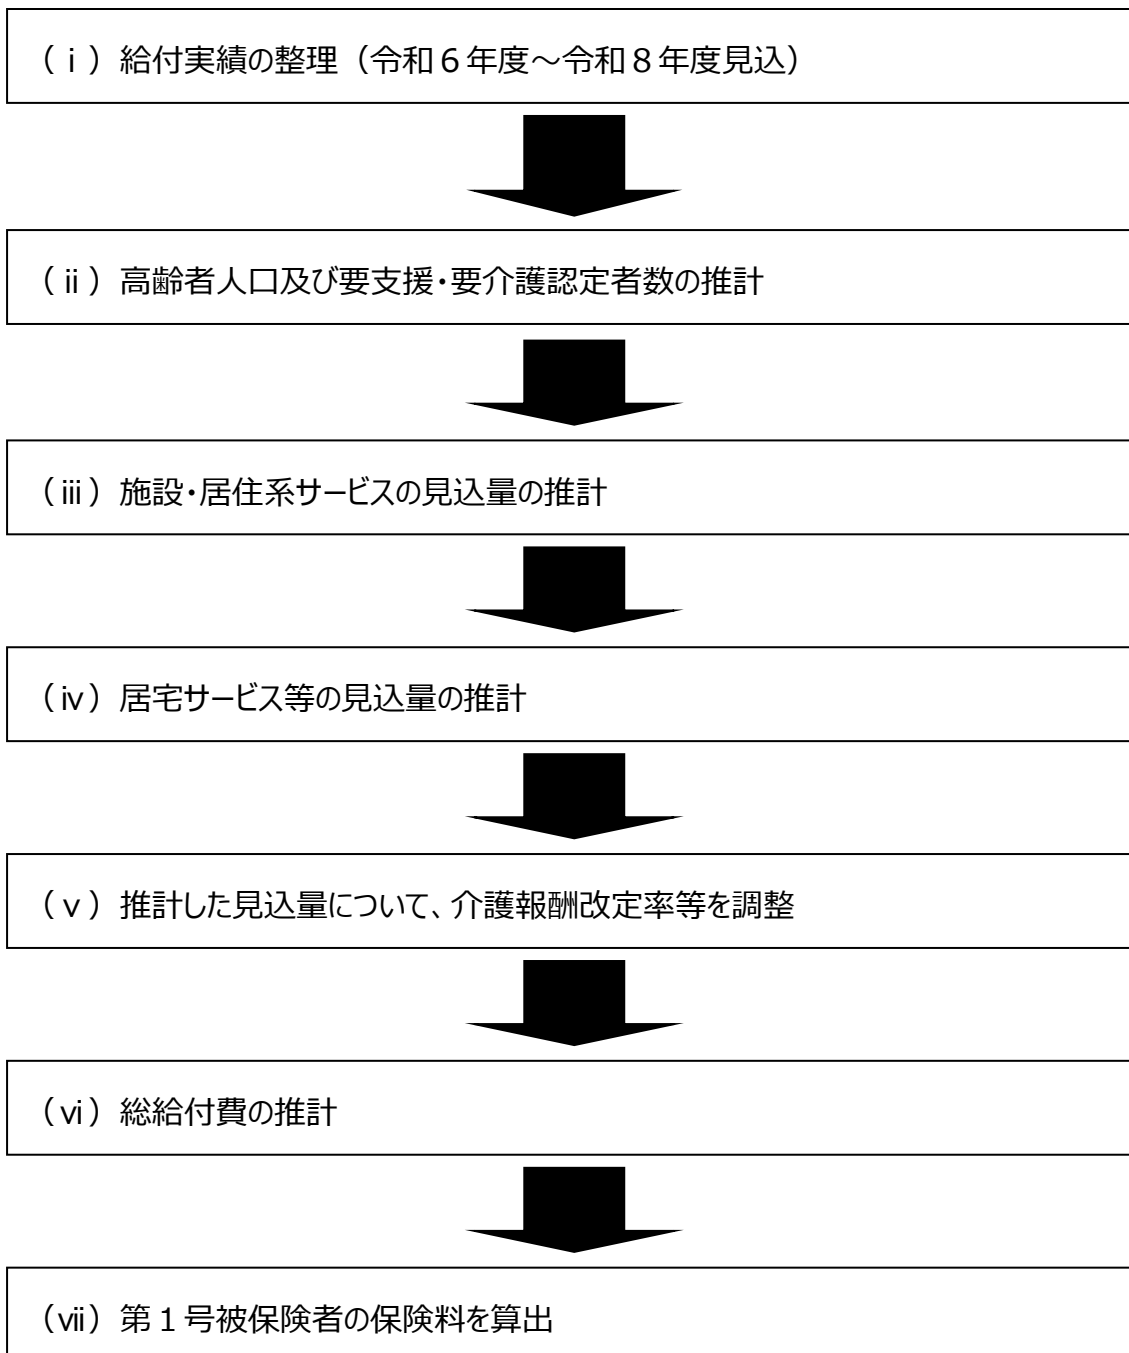 （ⅰ）給付実績の整理（令和６年度～令和８年度見込）
（ⅱ）高齢者人口及び要支援・要介護認定者数の推計
（ⅲ）施設・居住系サービスの見込量の推計
（ⅳ）居宅サービス等の見込量の推計
（ⅴ）推計した見込量について、介護報酬改定率等を調整
（ⅵ）総給付費の推計
（ⅶ）第１号被保険者の保険料を算出